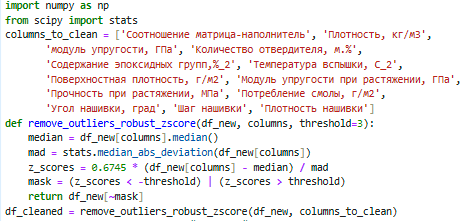 import numpy as np
from scipy import stats
columns_to_clean = ['Соотношение матрица-наполнитель', 'Плотность, кг/м3',
'модуль упругости, ГПа', 'Количество отвердителя, м.%',
'Содержание эпоксидных групп,%_2', 'Температура вспышки, С_2',
'Поверхностная плотность, г/м2', 'Модуль упругости при растяжении, ГПа',
'Прочность при растяжении, МПа', 'Потребление смолы, г/м2',
'Угол нашивки, град', 'Шаг нашивки', 'Плотность нашивки']
def remove_outliers_robust_zscore(df_new, columns, threshold=3):
median = df_new[columns].median()
mad = stats.median_abs_deviation(df_new[columns])
z_scores = 0.6745 * (df_new[columns] - median) / mad
mask = (z_scores < -threshold) | (z_scores > threshold)
return df_new[~mask]
df_cleaned = remove_outliers_robust_zscore(df_new, columns_to_clean)